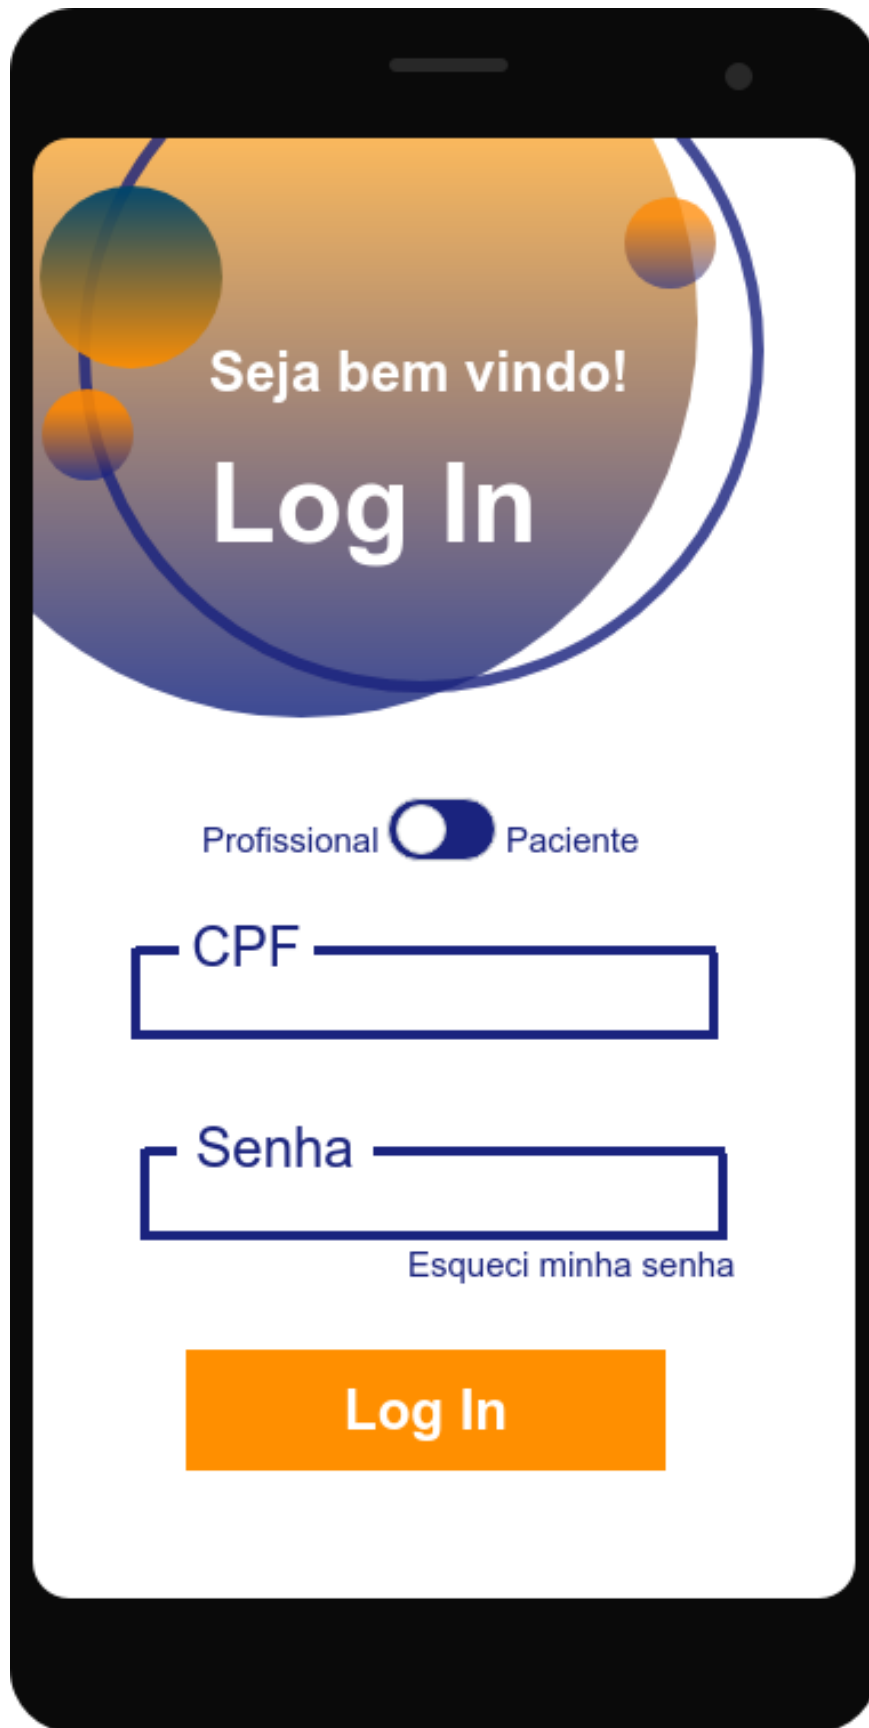 Seja bem vindo!
Log In
Profissional Paciente
CPF
Senha
Esqueci minha senha
Log In